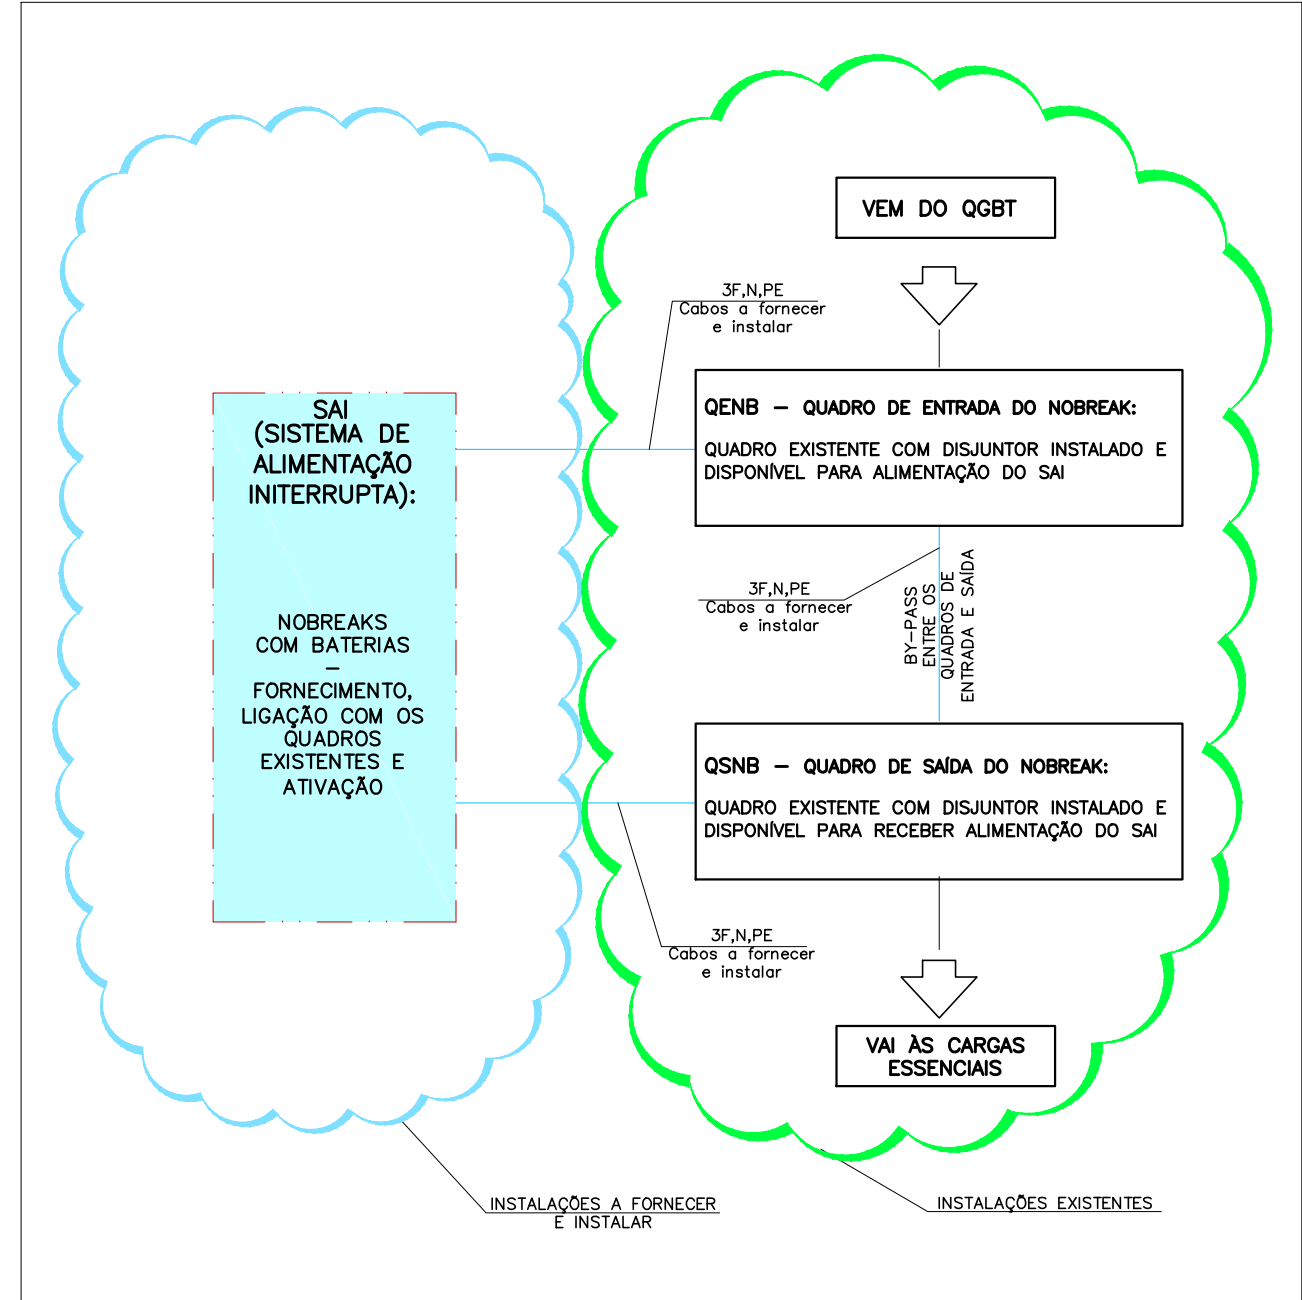 VEM DO QGBT
3F,N,PE
Cabos a fornecer
e instalar
SAI
(SISTEMA DE
ALIMENTAÇÃO
INITERRUPTA):
QENB – QUADRO DE ENTRADA DO NOBREAK:
QUADRO EXISTENTE COM DISJUNTOR INSTALADO E
DISPONÍVEL PARA ALIMENTAÇÃO DO SAI
3F,N,PE
Cabos a fornecer
e instalar
BY–PASS
ENTRE OS
QUADROS DE
ENTRADA E SAÍDA
NOBREAKS
COM BATERIAS
–
FORNECIMENTO,
LIGAÇÃO COM OS
QUADROS
EXISTENTES E
ATIVAÇÃO
QSNB – QUADRO DE SAÍDA DO NOBREAK:
QUADRO EXISTENTE COM DISJUNTOR INSTALADO E
DISPONÍVEL PARA RECEBER ALIMENTAÇÃO DO SAI
3F,N,PE
Cabos a fornecer
e instalar
VAI ÀS CARGAS
ESSENCIAIS
INSTALAÇÕES A FORNECER
E INSTALAR
INSTALAÇÕES EXISTENTES